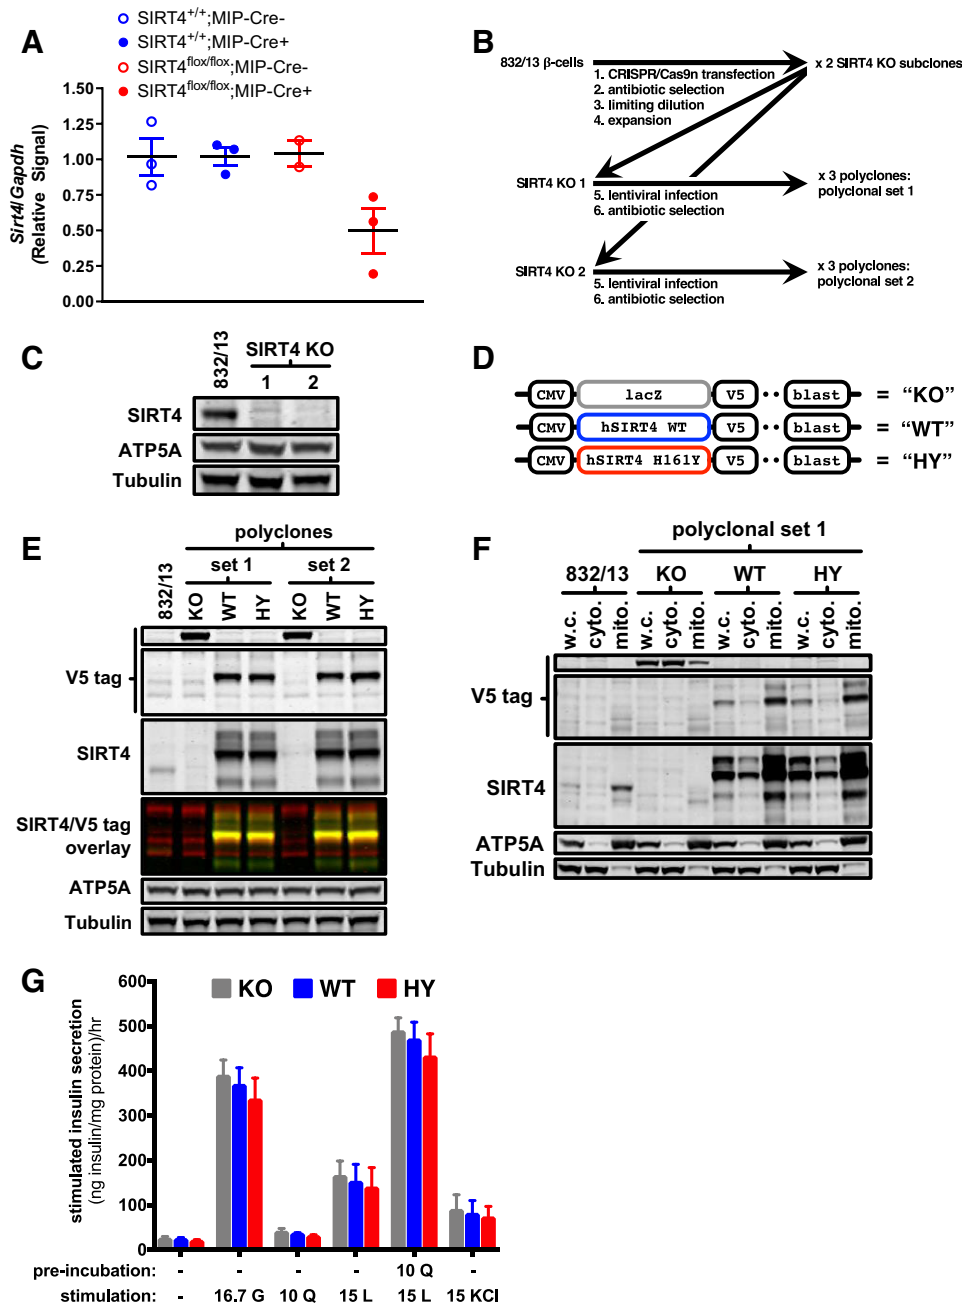 A
SIRT4+/+;MIP-Cre-
SIRT4+/+;MIP-Cre+
SIRT4flox/flox;MIP-Cre-
SIRT4flox/flox;MIP-Cre+
Sirt4/Gapdh
(Relative Signal)
1.50
1.25
1.00
0.75
0.50
0.25
0.00
B
832/13 β-cells
x 2 SIRT4 KO subclones
1. CRISPR/Cas9n transfection
2. antibiotic selection
3. limiting dilution
4. expansion
SIRT4 KO 1
5. lentiviral infection
6. antibiotic selection
x 3 polyclones:
polyclonal set 1
SIRT4 KO 2
5. lentiviral infection
6. antibiotic selection
x 3 polyclones:
polyclonal set 2
C
832/13
SIRT4 KO
1 2
SIRT4
ATP5A
Tubulin
D
CMV lacZ V5 blast = “KO”
CMV hSIRT4 WT V5 blast = “WT”
CMV hSIRT4 H161Y V5 blast = “HY”
E
polyclones
set 1 set 2
832/13 KO WT HY KO WT HY
V5 tag
SIRT4
SIRT4/V5 tag
overlay
ATP5A
Tubulin
F
polyclonal set 1
832/13 KO WT HY
w.c. cyto. mito. w.c. cyto. mito. w.c. cyto. mito. w.c. cyto. mito.
V5 tag
SIRT4
ATP5A
Tubulin
G
stimulated insulin secretion
(ng insulin/mg protein)/hr
600
500
400
300
200
100
0
KO WT HY
pre-incubation: - - - - 10 Q -
stimulation: - 16.7 G 10 Q 15 L 15 L 15 KCl